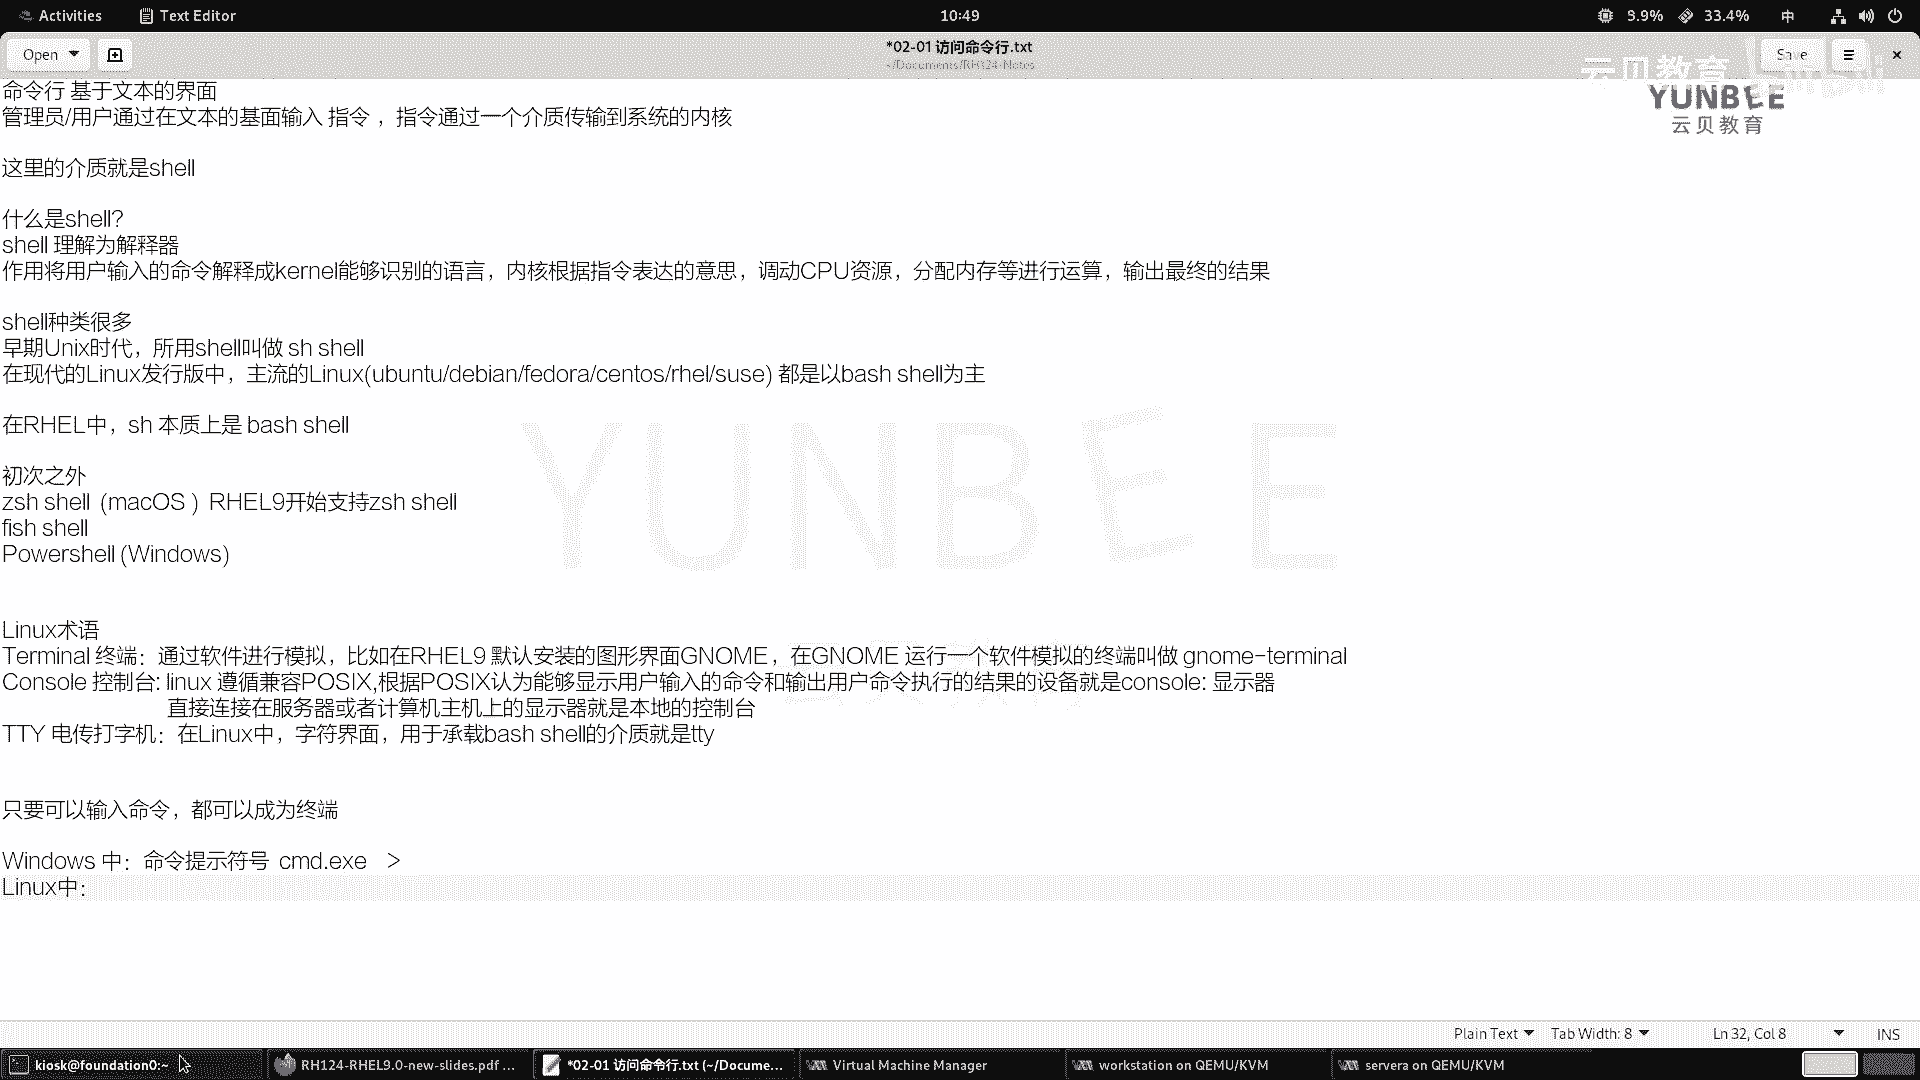 Activities
Text Editor
10:49
3.9%
33.4%
中
Open
*02-01 访问命令行.txt
~/Documents/RH124-Notes
Save
云贝教育
YUNBEE
云贝教育
命令行 基于文本的界面
管理员/用户通过在文本的基面输入 指令 ，指令通过一个介质传输到系统的内核
这里的介质就是shell
什么是shell?
shell 理解为解释器
作用将用户输入的命令解释成kernel能够识别的语言，内核根据指令表达的意思，调动CPU资源，分配内存等进行运算，输出最终的结果
shell种类很多
早期Unix时代，所用shell叫做 sh shell
在现代的Linux发行版中，主流的Linux(ubuntu/debian/fedora/centos/rhel/suse) 都是以bash shell为主
在RHEL中，sh 本质上是 bash shell
初次之外
zsh shell (macOS ) RHEL9开始支持zsh shell
fish shell
Powershell (Windows)
YUNBEE
Linux术语
Terminal 终端：通过软件进行模拟，比如在RHEL9 默认安装的图形界面GNOME，在GNOME 运行一个软件模拟的终端叫做 gnome-terminal
Console 控制台: linux 遵循兼容POSIX,根据POSIX认为能够显示用户输入的命令和输出用户命令执行的结果的设备就是console: 显示器
直接连接在服务器或者计算机主机上的显示器就是本地的控制台
TTY 电传打字机：在Linux中，字符界面，用于承载bash shell的介质就是tty
只要可以输入命令，都可以成为终端
Windows 中：命令提示符号 cmd.exe >
Linux中：
Plain Text
Tab Width: 8
Ln 32, Col 8
INS
kiosk@foundation0:~
RH124-RHEL9.0-new-slides.pdf ...
*02-01 访问命令行.txt (~/Docume...
Virtual Machine Manager
workstation on QEMU/KVM
servera on QEMU/KVM